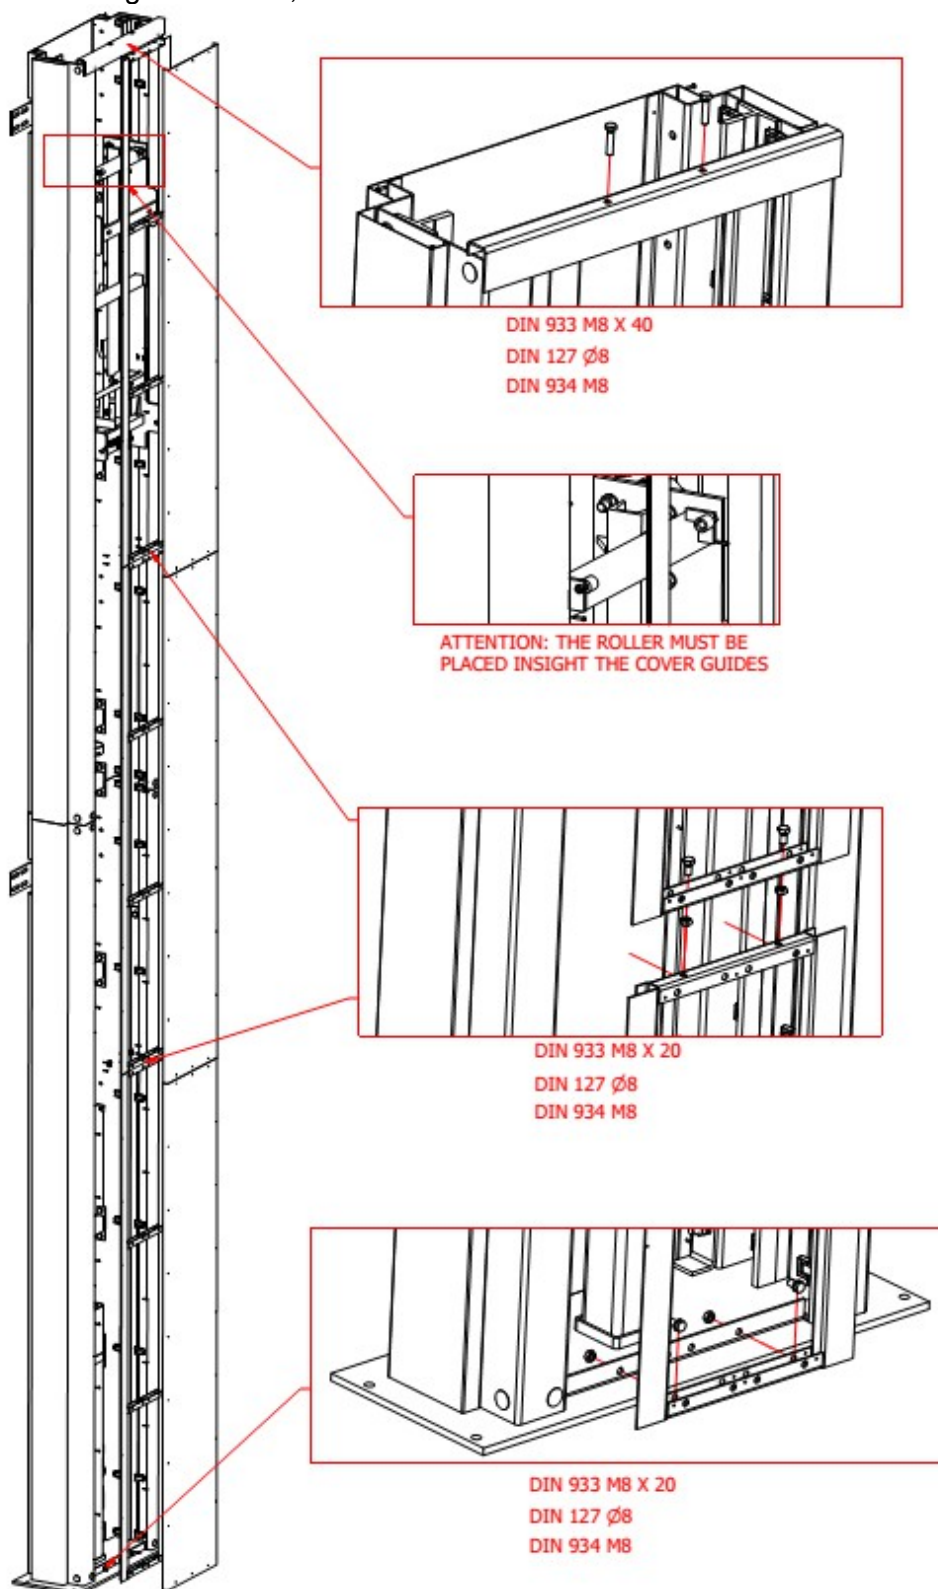 DIN 933 M8 X 40
DIN 127 Ø8
DIN 934 M8
ATTENTION: THE ROLLER MUST BE
PLACED INSIGHT THE COVER GUIDES
DIN 933 M8 X 20
DIN 127 Ø8
DIN 934 M8
DIN 933 M8 X 20
DIN 127 Ø8
DIN 934 M8